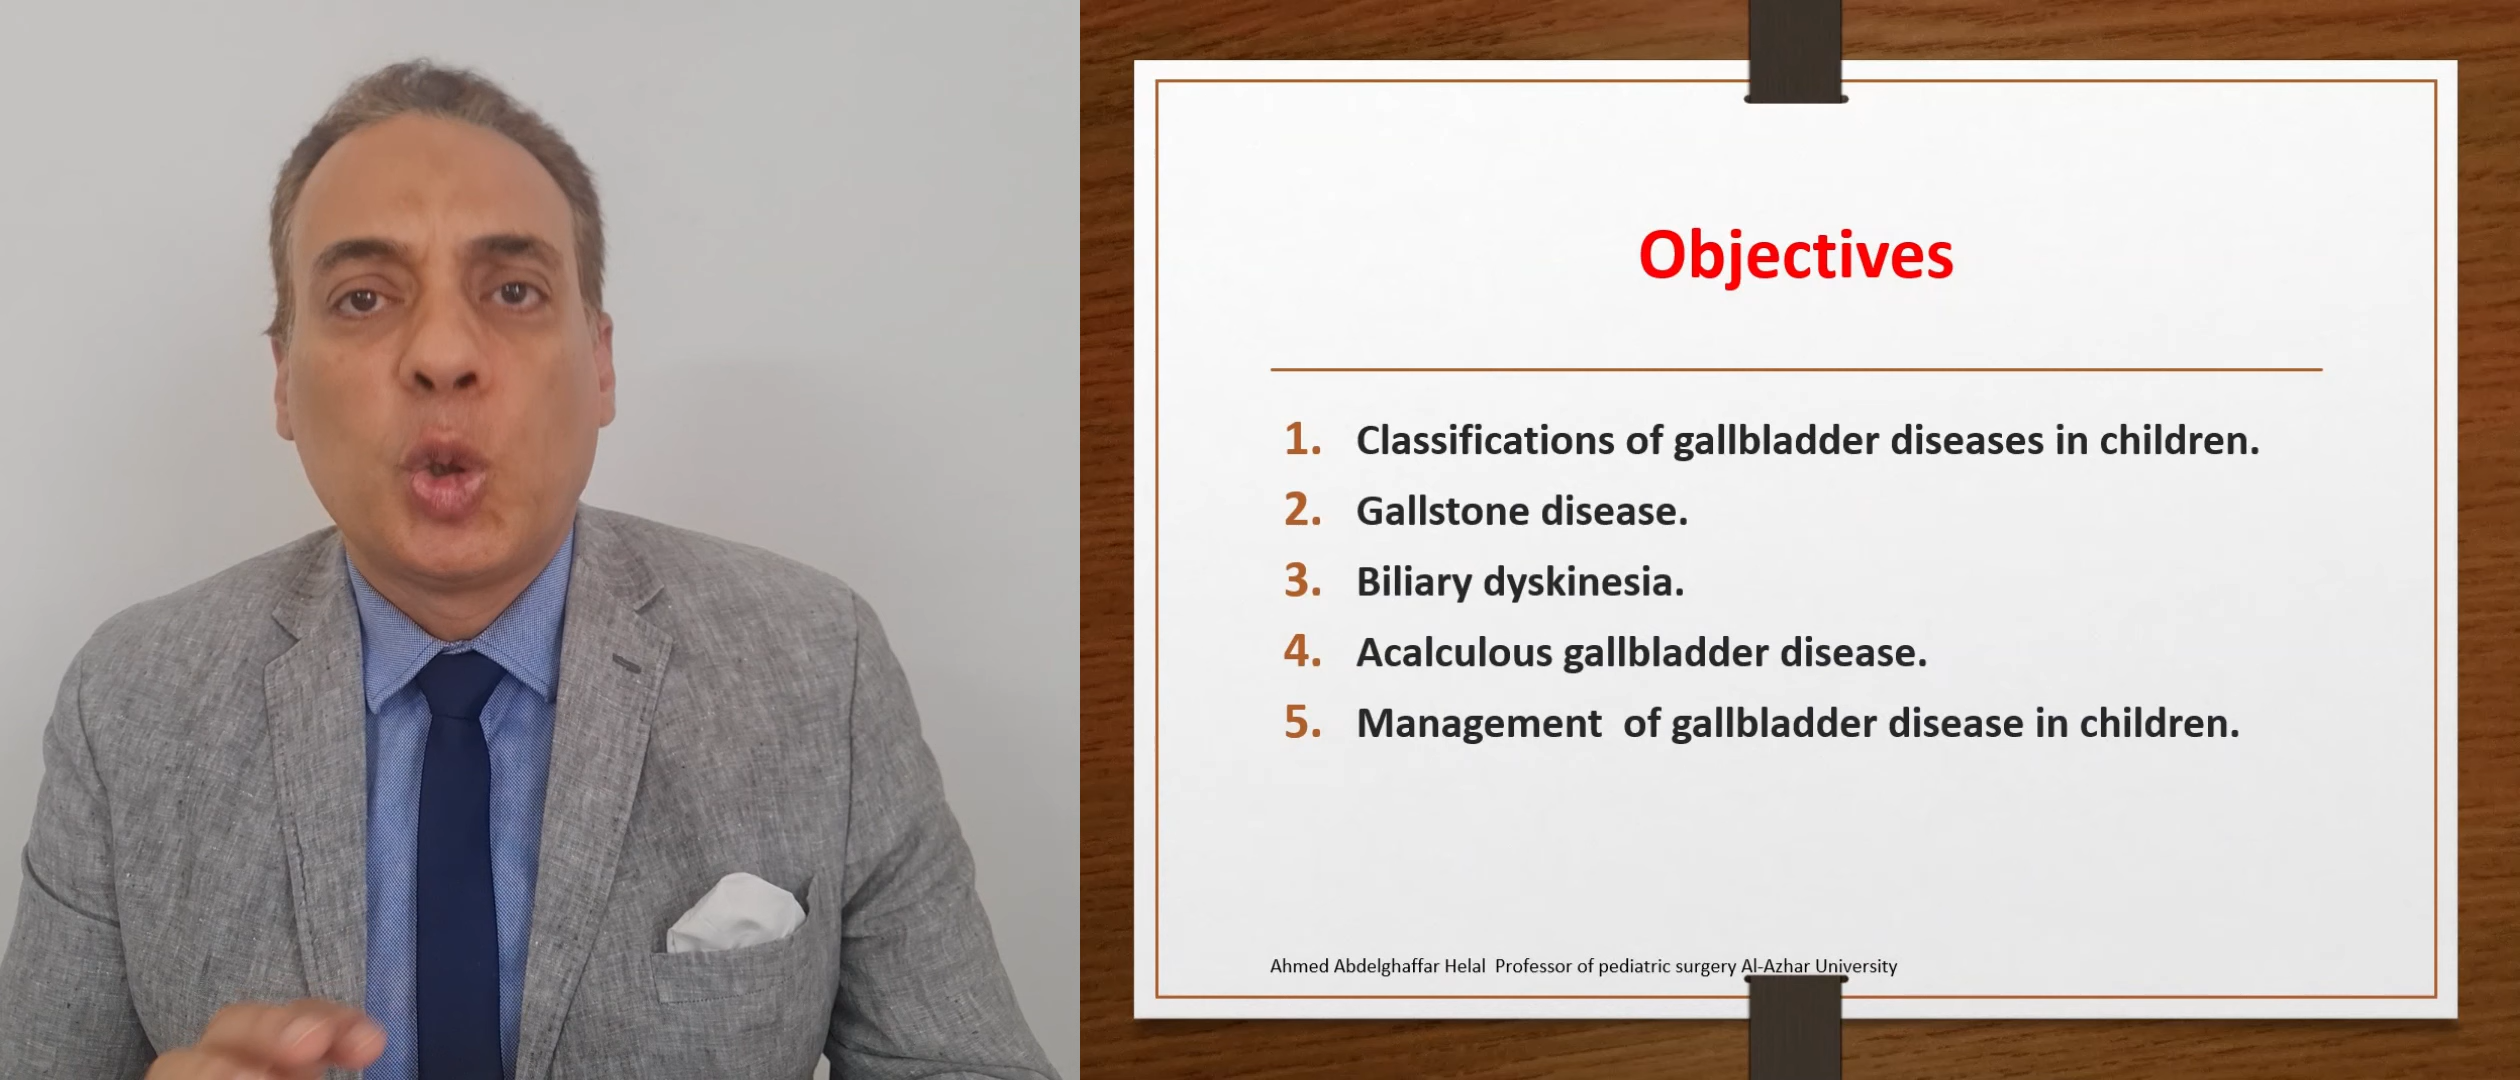 Objectives
1. Classifications of gallbladder diseases in children.
2. Gallstone disease.
3. Biliary dyskinesia.
4. Acalculous gallbladder disease.
5. Management  of gallbladder disease in children.
Ahmed Abdelghaffar Helal  Professor of pediatric surgery Al-Azhar University